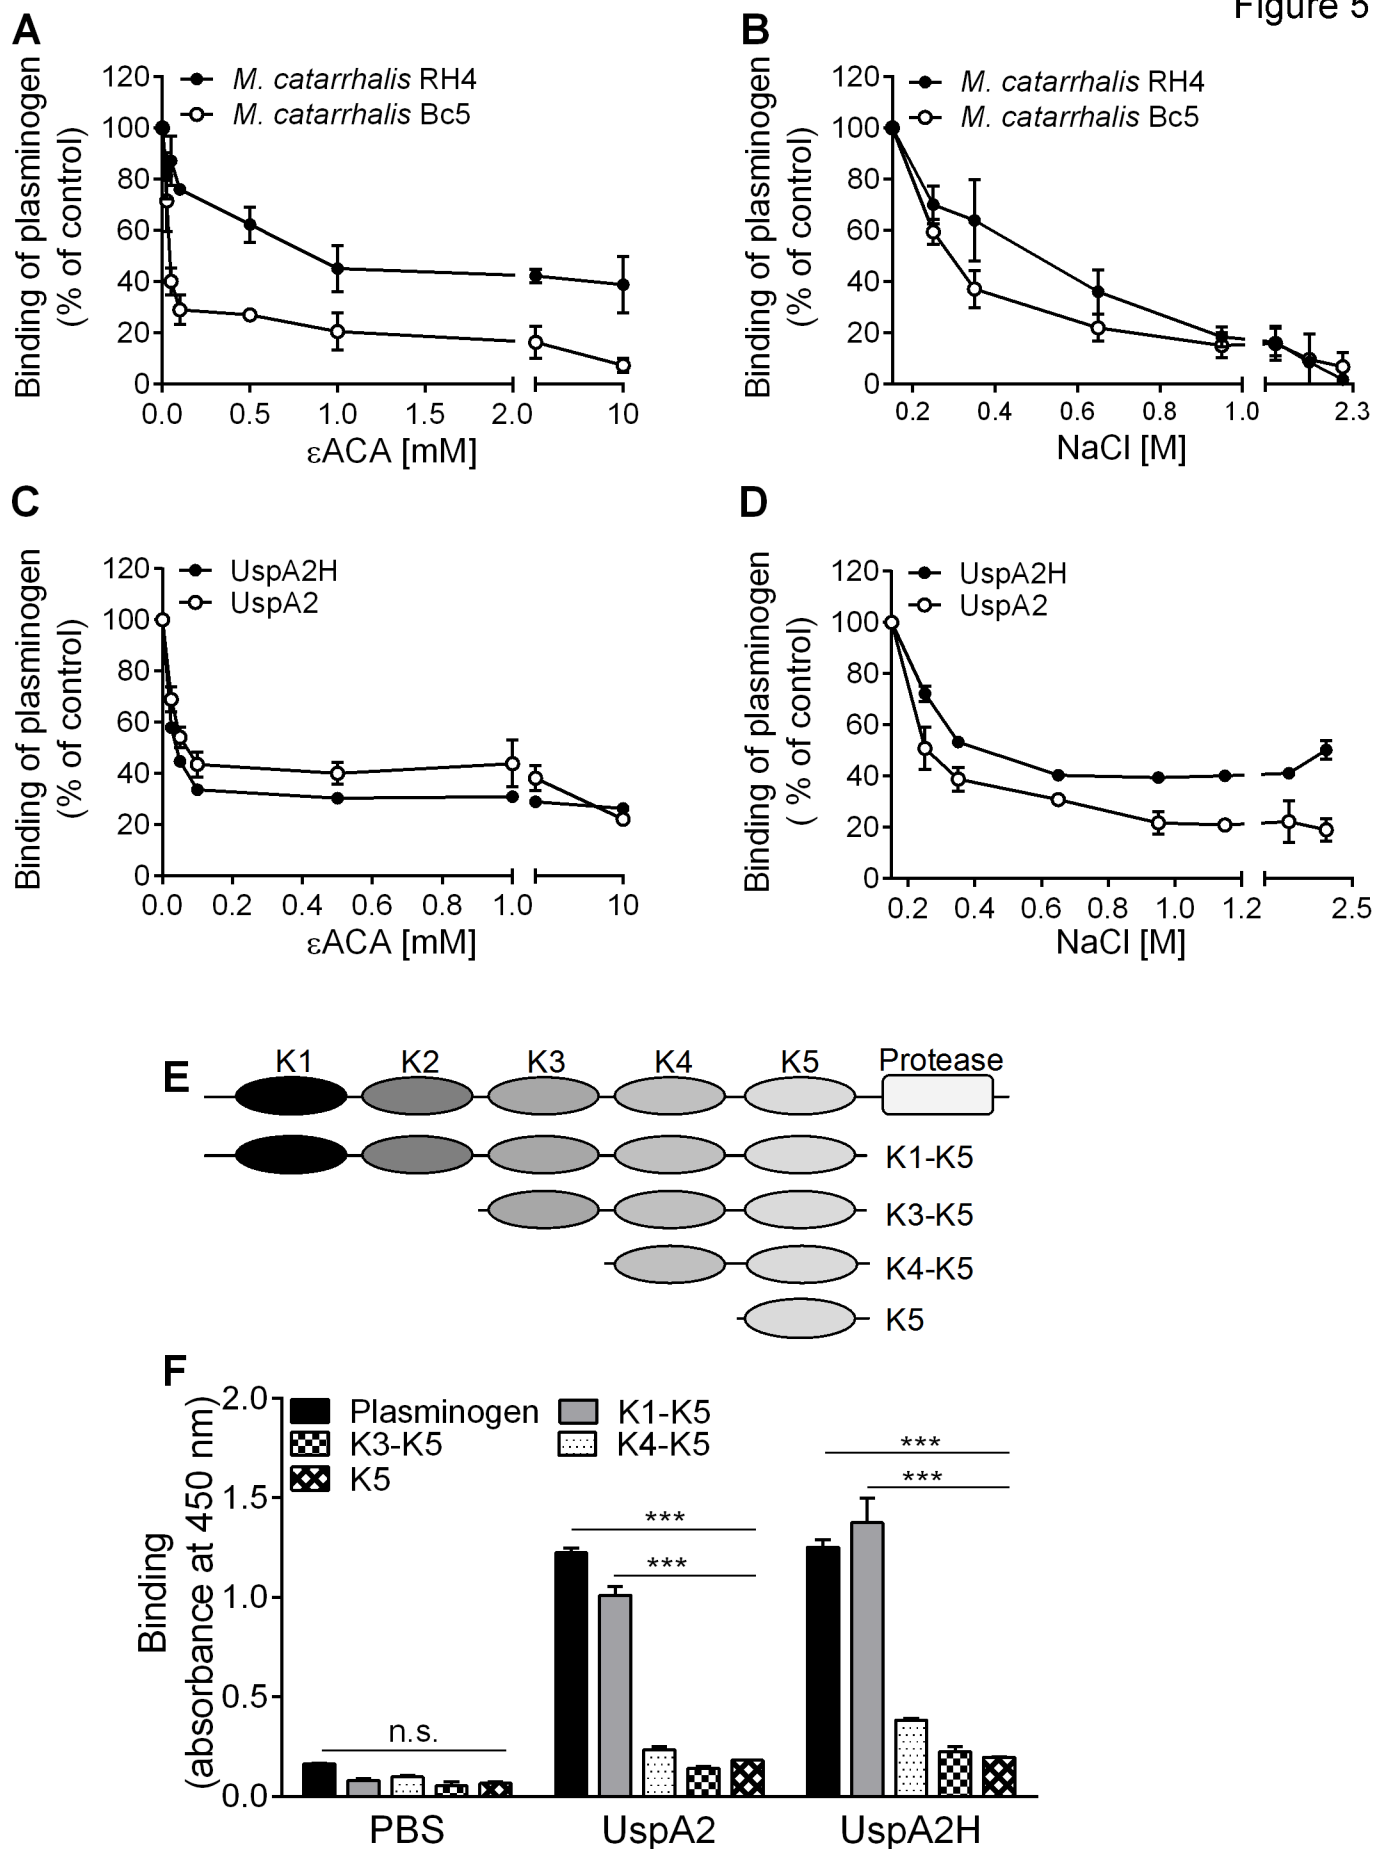 Figure 5
A
120
100
80
60
40
20
0
Binding of plasminogen
(% of control)
M. catarrhalis RH4
M. catarrhalis Bc5
0.0 0.5 1.0 1.5 2.0 10
εACA [mM]
B
120
100
80
60
40
20
0
Binding of plasminogen
(% of control)
M. catarrhalis RH4
M. catarrhalis Bc5
0.2 0.4 0.6 0.8 1.0 2.3
NaCl [M]
C
120
100
80
60
40
20
0
Binding of plasminogen
(% of control)
UspA2H
UspA2
0.0 0.2 0.4 0.6 0.8 1.0 10
εACA [mM]
D
120
100
80
60
40
20
0
Binding of plasminogen
( % of control)
UspA2H
UspA2
0.2 0.4 0.6 0.8 1.0 1.2 2.5
NaCl [M]
E
K1 K2 K3 K4 K5 Protease
K1-K5
K3-K5
K4-K5
K5
F
2.0
1.5
1.0
0.5
0.0
Binding
(absorbance at 450 nm)
Plasminogen K1-K5
K3-K5 K4-K5
K5
n.s.
***
***
***
***
PBS UspA2 UspA2H